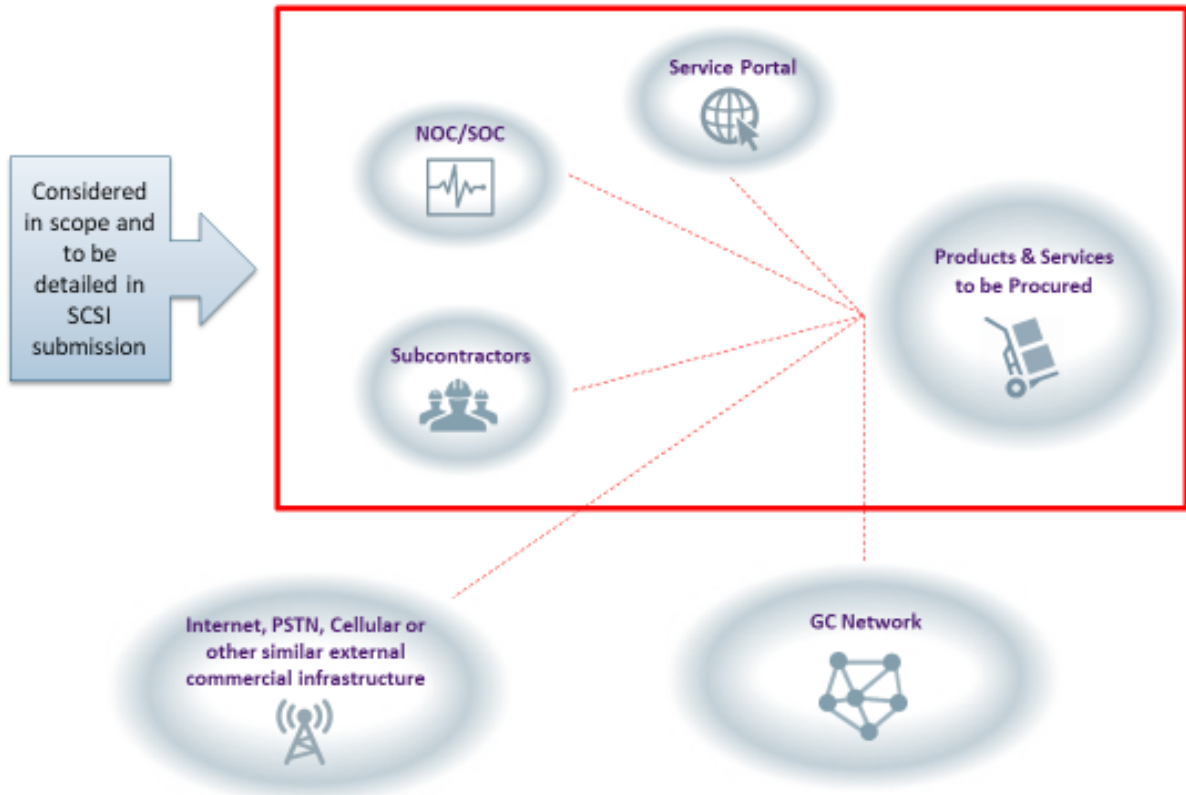 Service Portal
NOC/SOC
Considered
in scope and
to be
detailed in
SCSI
submission
Products & Services
to be Procured
Subcontractors
Internet, PSTN, Cellular or
other similar external
commercial infrastructure
GC Network